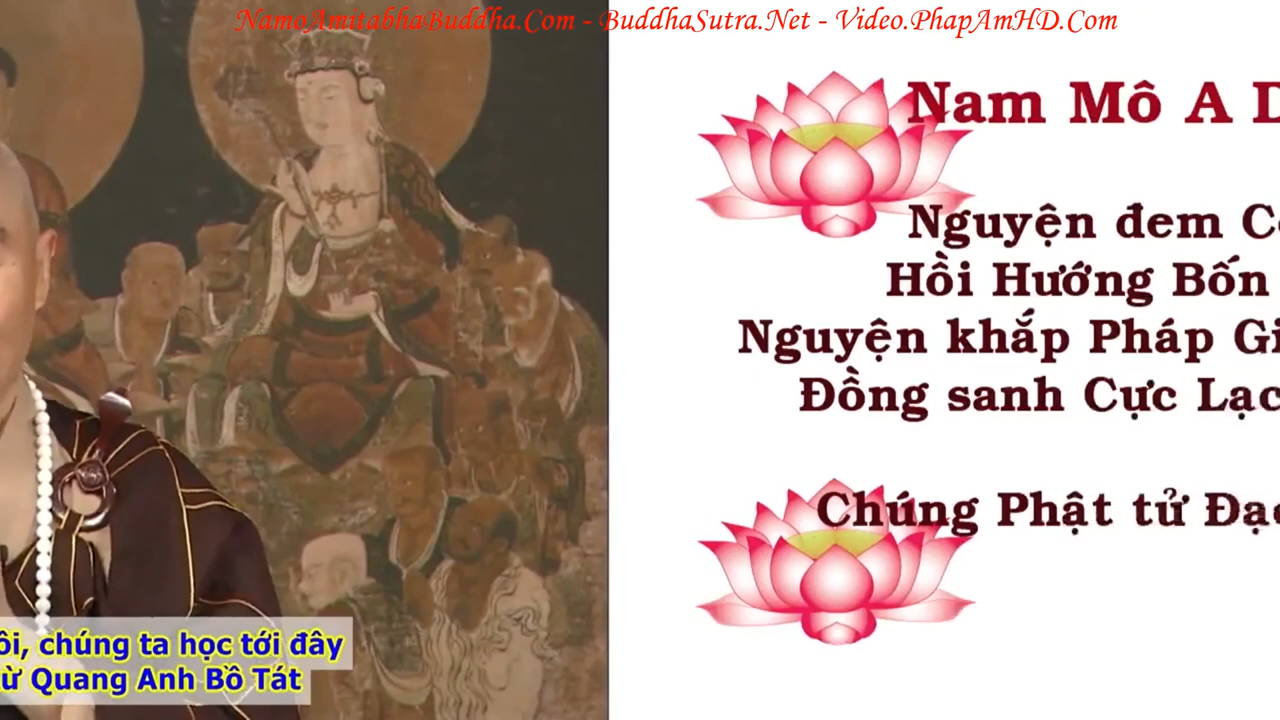 NamoAmitabhaBuddha.Com - BuddhaSutra.Net - Video.PhapAmHD.Com
Nam Mô A
Nguyện đem
Hồi Hướng Bốn
Nguyện khắp Pháp
Đồng sanh Cực Lạc
Chúng Phật tử
chúng ta học tới đây
Quang Anh Bồ Tát